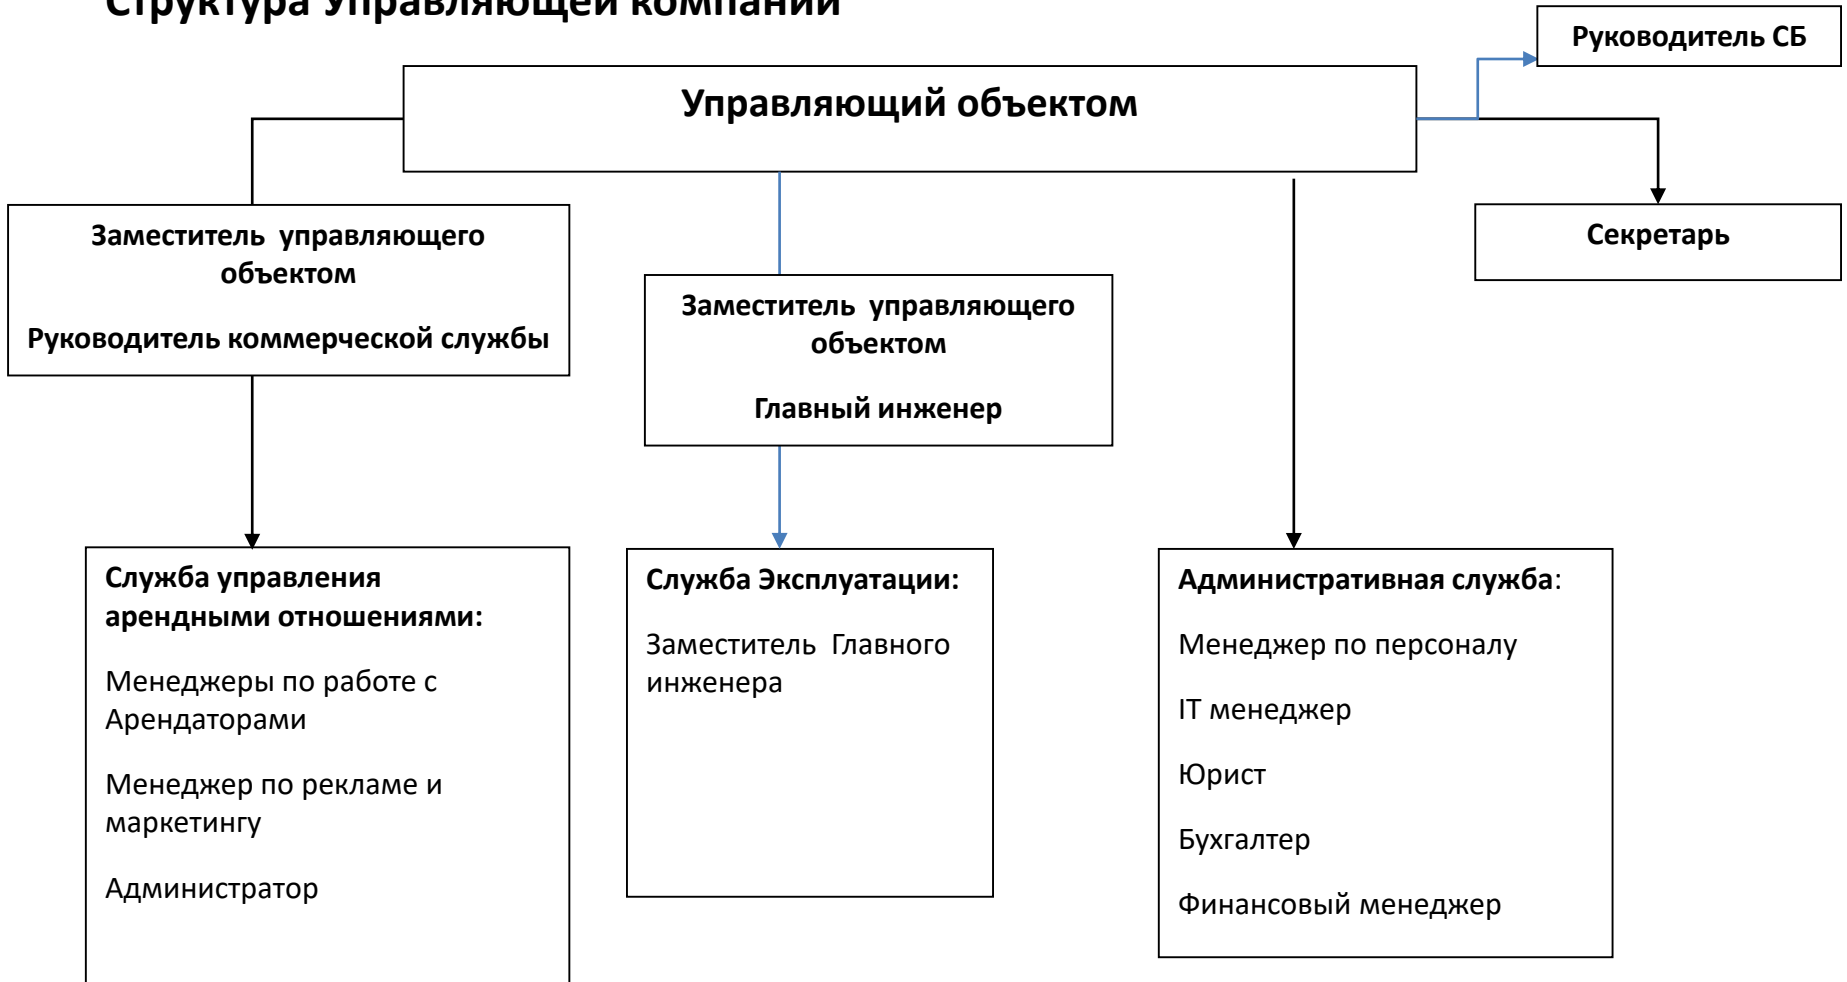 Структура Управляющей компании
Руководитель СБ
Управляющий объектом
Заместитель управляющего
объектом
Руководитель коммерческой службы
Заместитель управляющего
объектом
Главный инженер
Секретарь
Служба управления
арендными отношениями:
Менеджеры по работе с
Арендаторами
Менеджер по рекламе и
маркетингу
Администратор
Служба Эксплуатации:
Заместитель Главного
инженера
Административная служба:
Менеджер по персоналу
IT менеджер
Юрист
Бухгалтер
Финансовый менеджер